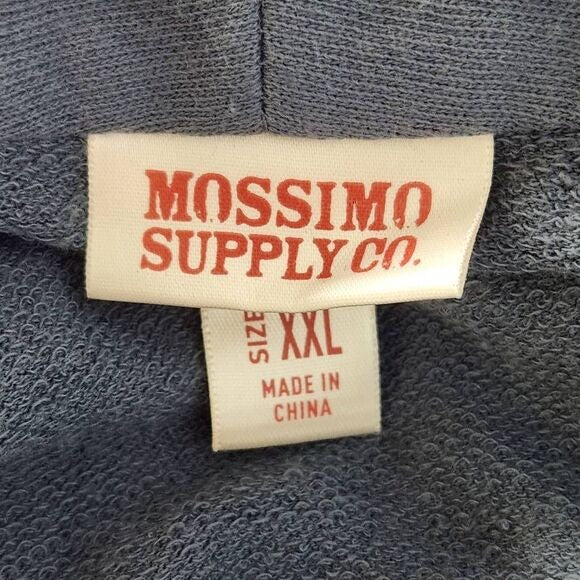 MOSSIMO
SUPPLY CO.
SIZE
XXL
MADE IN
CHINA